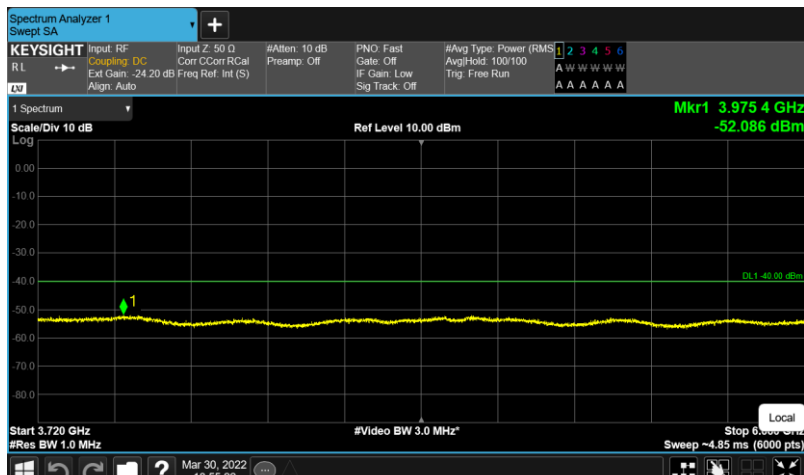 Spectrum Analyzer 1
Swept SA
+
KEYSIGHT
RL
LXI
Input: RF
Coupling: DC
Ext Gain: -24.20 dB
Align: Auto
Input Z: 50 Ω
Corr CCorr RCal
Freq Ref: Int (S)
#Atten: 10 dB
Preamp: Off
PNO: Fast
Gate: Off
IF Gain: Low
Sig Track: Off
#Avg Type: Power (RMS
Avg|Hold: 100/100
Trig: Free Run
1 2 3 4 5 6
A W W W W W
A A A A A A
1 Spectrum
Mkr1 3.975 4 GHz
Scale/Div 10 dB
Ref Level 10.00 dBm
-52.086 dBm
Log
0.00
-10.0
-20.0
-30.0
DL1 -40.00 dBm
-40.0
1
-50.0
-60.0
-70.0
-80.0
Local
Start 3.720 GHz
#Video BW 3.0 MHz*
Stop
#Res BW 1.0 MHz
Sweep ~4.85 ms (6000 pts)
?
Mar 30, 2022